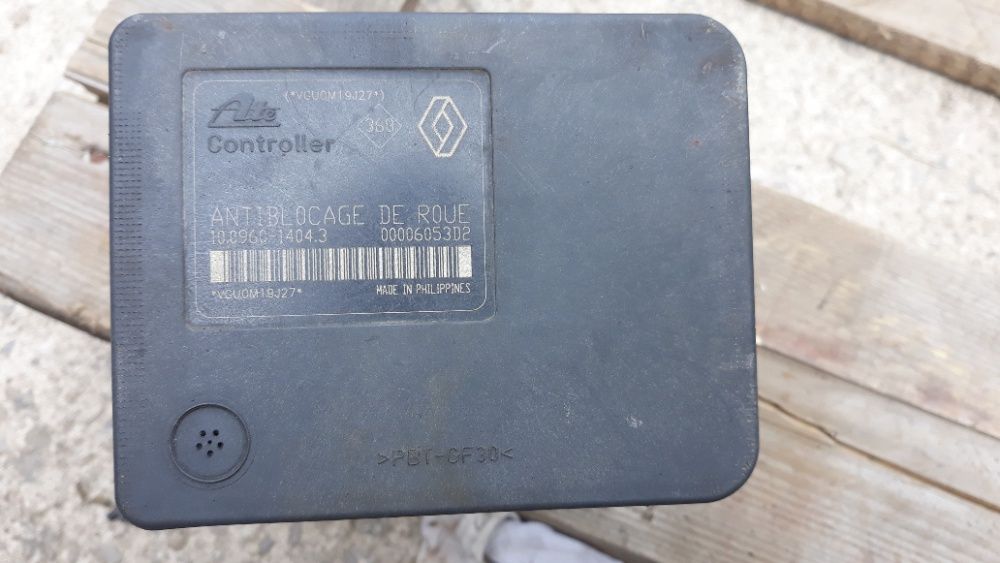 (*VGU0M19J27*)
Ate
360
Controller
ANTIBLOCAGE DE ROUE
10.0960-1404.3 00006053D2
*VGU0M19J27* MADE IN PHILIPPINES
>PBT-GF30<